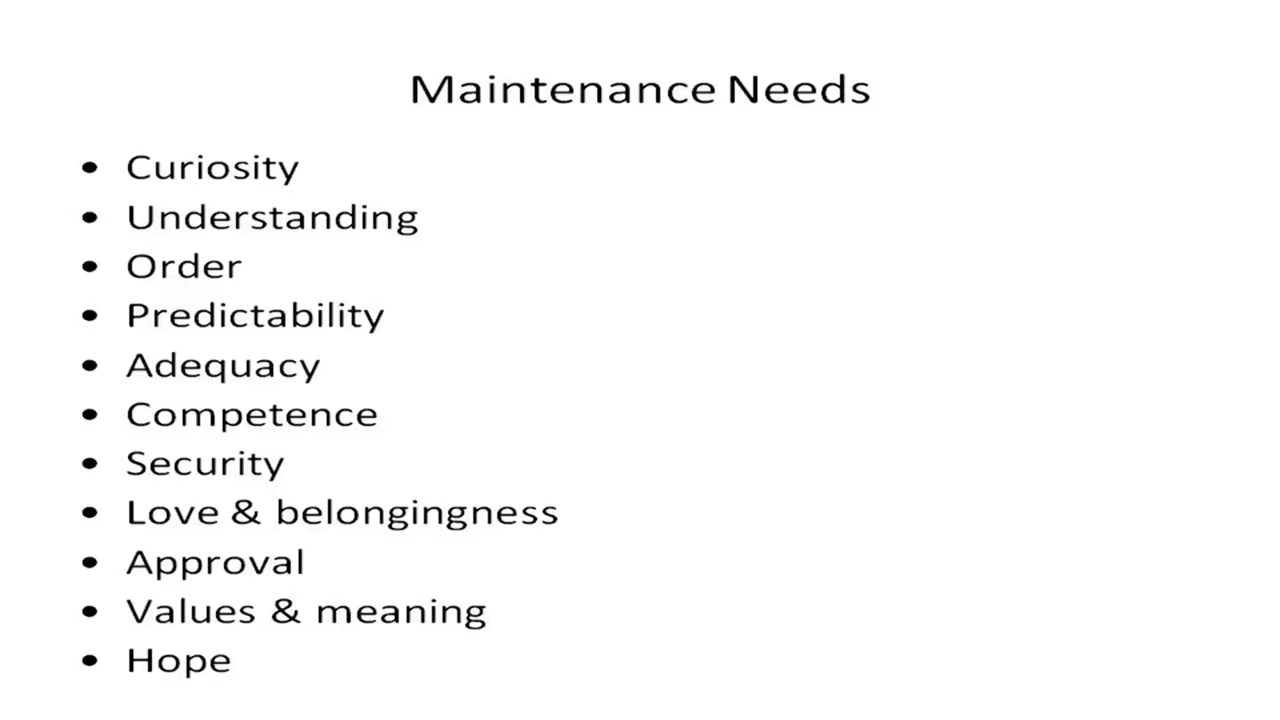 Maintenance Needs
• Curiosity
• Understanding
• Order
• Predictability
• Adequacy
• Competence
• Security
• Love & belongingness
• Approval
• Values & meaning
• Hope